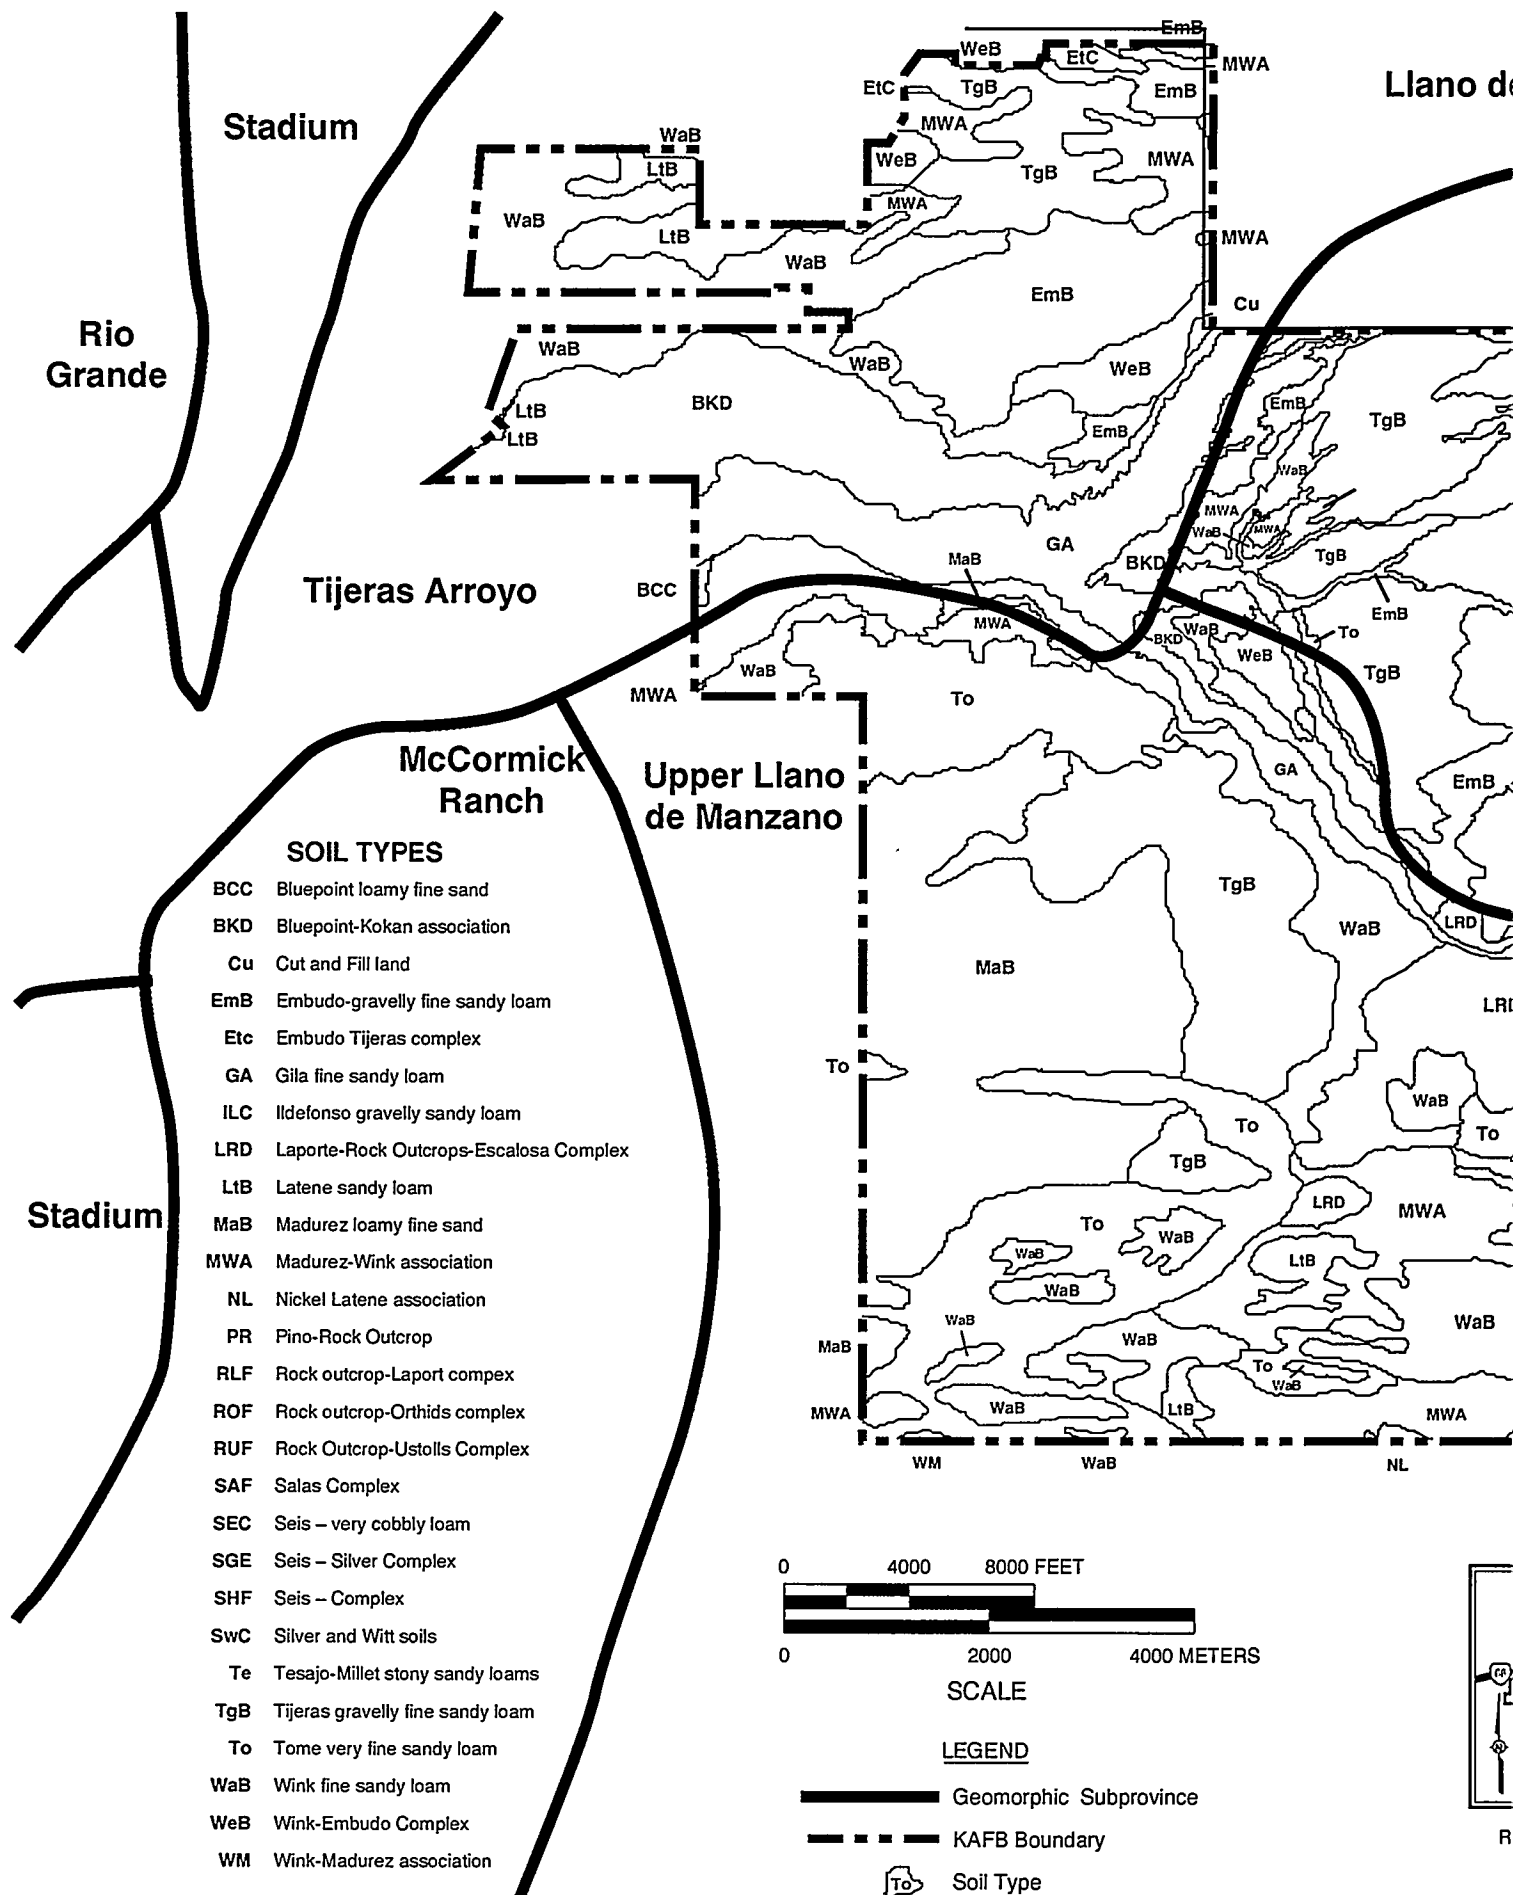 EmB
WeB
EtC
MWA
Llano de
EtC
TgB
EmB
MWA
Stadium
WaB
LtB
WeB
MWA
TgB
MWA
WaB
LtB
MWA
WaB
EmB
Cu
Rio
Grande
WaB
WaB
WeB
BKD
LtB
LtB
EmB
EmB
TgB
WaB
MWA
WaB
MWA
GA
MaB
BKD
TgB
Tijeras Arroyo
BCC
EmB
MWA
BKD
WaB
To
WeB
TgB
WaB
MWA
To
McCormick
Ranch
Upper Llano
de Manzano
GA
EmB
SOIL TYPES
BCC Bluepoint loamy fine sand
BKD Bluepoint-Kokan association
Cu Cut and Fill land
EmB Embudo-gravelly fine sandy loam
Etc Embudo Tijeras complex
GA Gila fine sandy loam
ILC Ildefonso gravelly sandy loam
LRD Laporte-Rock Outcrops-Escalosa Complex
LtB Latene sandy loam
MaB Madurez loamy fine sand
MWA Madurez-Wink association
NL Nickel Latene association
PR Pino-Rock Outcrop
RLF Rock outcrop-Laport compex
ROF Rock outcrop-Orthids complex
RUF Rock Outcrop-Ustolls Complex
SAF Salas Complex
SEC Seis – very cobbly loam
SGE Seis – Silver Complex
SHF Seis – Complex
SwC Silver and Witt soils
Te Tesajo-Millet stony sandy loams
TgB Tijeras gravelly fine sandy loam
To Tome very fine sandy loam
WaB Wink fine sandy loam
WeB Wink-Embudo Complex
WM Wink-Madurez association
Stadium
TgB
WaB
LRD
MaB
LRD
To
WaB
To
To
TgB
LRD
MWA
To
WaB
WaB
LtB
WaB
WaB
WaB
MaB
WaB
To
WaB
MWA
WaB
LtB
MWA
WM
WaB
NL
0 4000 8000 FEET
0 2000 4000 METERS
SCALE
LEGEND
Geomorphic Subprovince
KAFB Boundary
To Soil Type
N
R